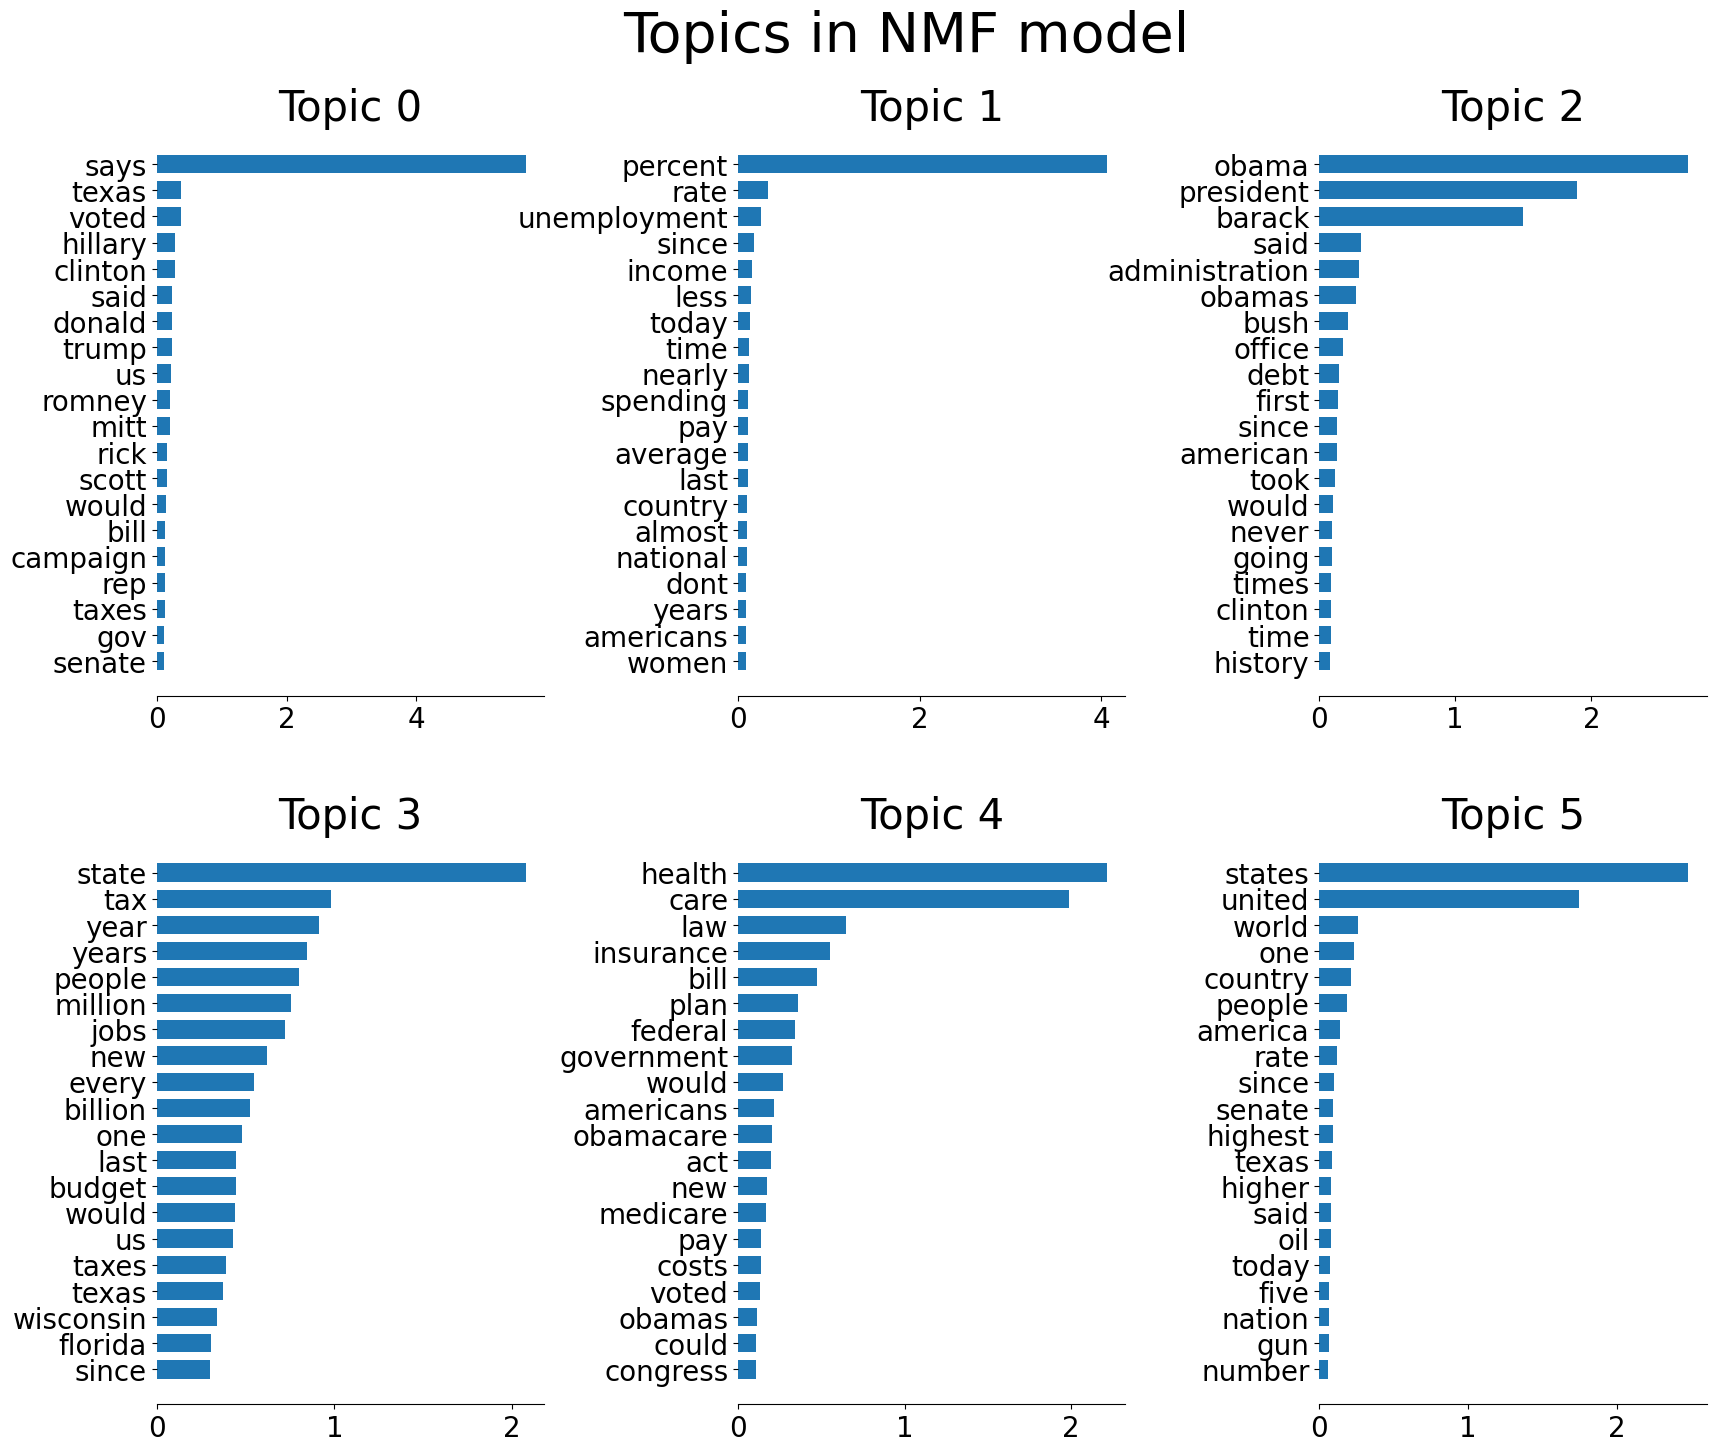 Topics in NMF model
Topic 0
says
texas
voted
hillary
clinton
said
donald
trump
us
romney
mitt
rick
scott
would
bill
campaign
rep
taxes
gov
senate
0 2 4
Topic 1
percent
rate
unemployment
since
income
less
today
time
nearly
spending
pay
average
last
country
almost
national
dont
years
americans
women
0 2 4
Topic 2
obama
president
barack
said
administration
obamas
bush
office
debt
first
since
american
took
would
never
going
times
clinton
time
history
0 1 2
Topic 3
state
tax
year
years
people
million
jobs
new
every
billion
one
last
budget
would
us
taxes
texas
wisconsin
florida
since
0 1 2
Topic 4
health
care
law
insurance
bill
plan
federal
government
would
americans
obamacare
act
new
medicare
pay
costs
voted
obamas
could
congress
0 1 2
Topic 5
states
united
world
one
country
people
america
rate
since
senate
highest
texas
higher
said
oil
today
five
nation
gun
number
0 1 2